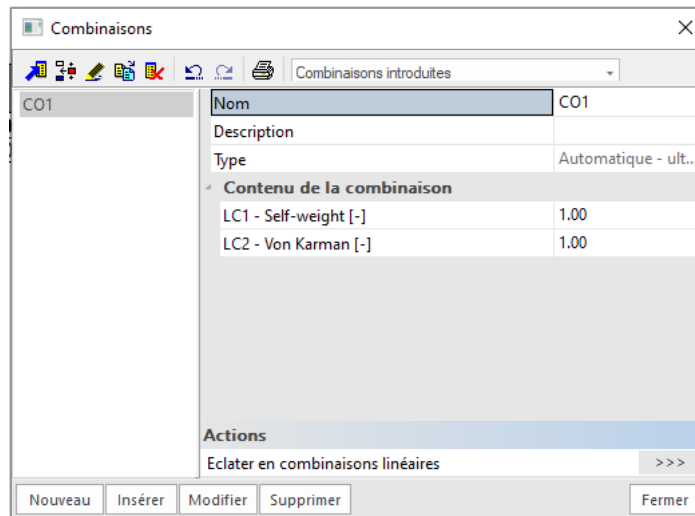 Combinaisons
Combinaisons introduites
CO1
Nom CO1
Description
Type Automatique - ult...
Contenu de la combinaison
LC1 - Self-weight [-] 1.00
LC2 - Von Karman [-] 1.00
Actions
Eclater en combinaisons linéaires >>>
Nouveau Insérer Modifier Supprimer Fermer